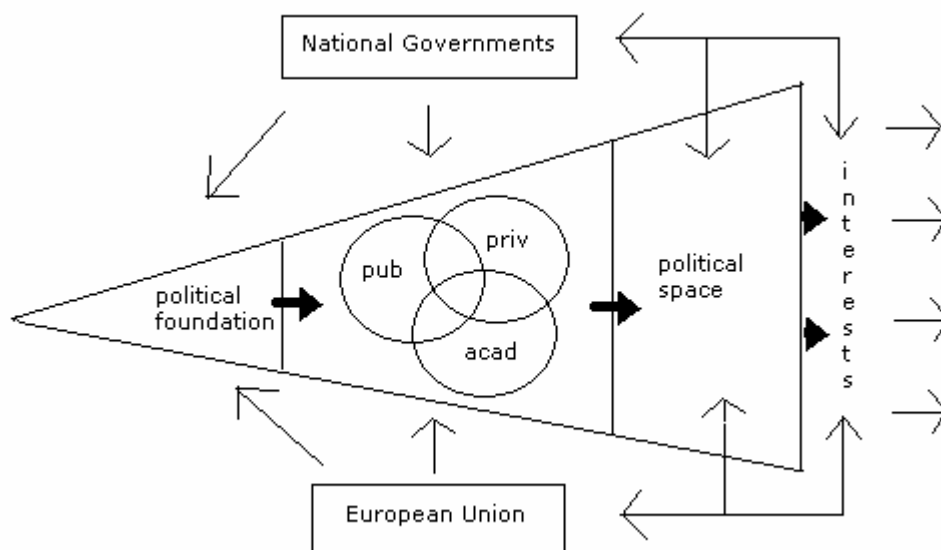 National Governments
political
foundation
pub
priv
acad
political
space
interests
European Union